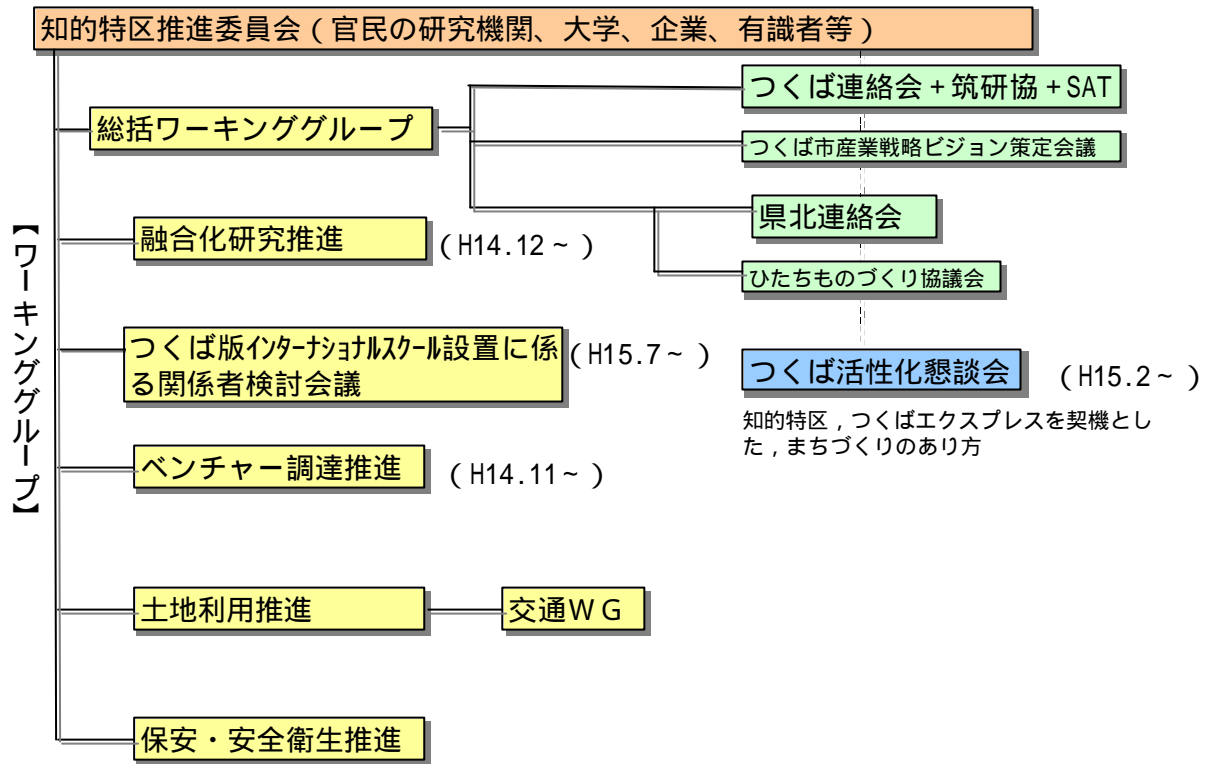 知的特区推進委員会（官民の研究機関、大学、企業、有識者等）
【ワーキンググループ】
総括ワーキンググループ
つくば連絡会＋筑研協＋SAT
つくば市産業戦略ビジョン策定会議
県北連絡会
ひたちものづくり協議会
融合化研究推進
（H14.12～）
つくば版ｲﾝﾀｰﾅｼｮﾅﾙｽｸｰﾙ設置に係
る関係者検討会議
（H15.7～）
つくば活性化懇談会
（H15.2～）
知的特区，つくばエクスプレスを契機とし
た，まちづくりのあり方
ベンチャー調達推進
（H14.11～）
土地利用推進
交通ＷＧ
保安・安全衛生推進